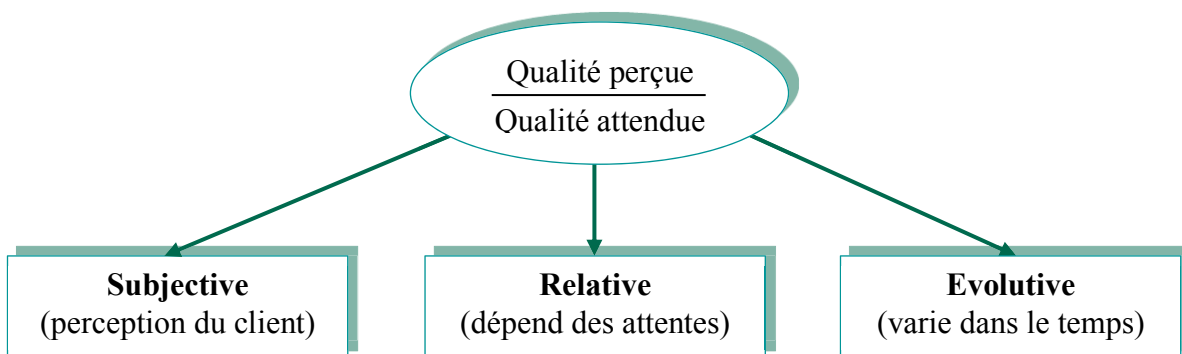 Qualité perçue
Qualité attendue
Subjective
(perception du client)
Relative
(dépend des attentes)
Evolutive
(varie dans le temps)